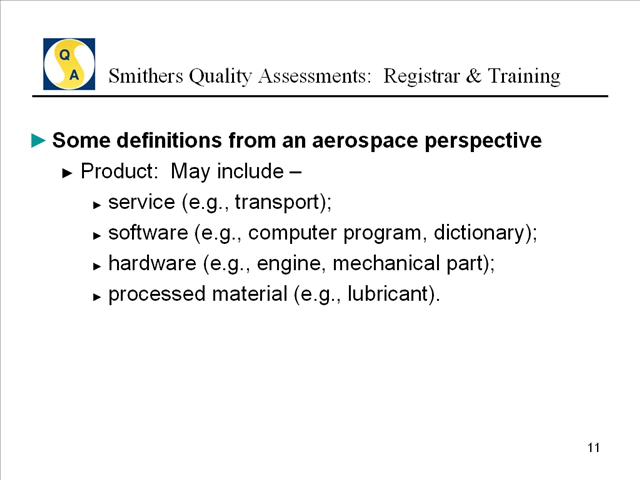 Q
A
Smithers Quality Assessments: Registrar & Training
Some definitions from an aerospace perspective
Product: May include –
service (e.g., transport);
software (e.g., computer program, dictionary);
hardware (e.g., engine, mechanical part);
processed material (e.g., lubricant).
11